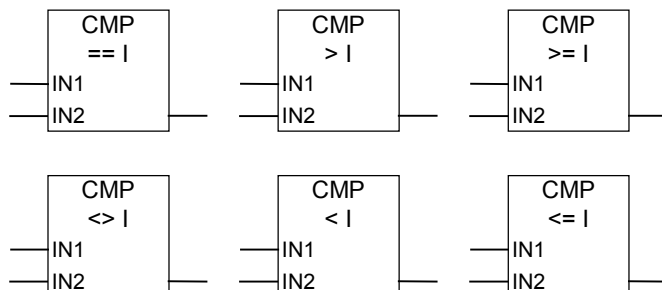 CMP
== I
IN1
IN2
CMP
> I
IN1
IN2
CMP
>= I
IN1
IN2
CMP
<> I
IN1
IN2
CMP
< I
IN1
IN2
CMP
<= I
IN1
IN2